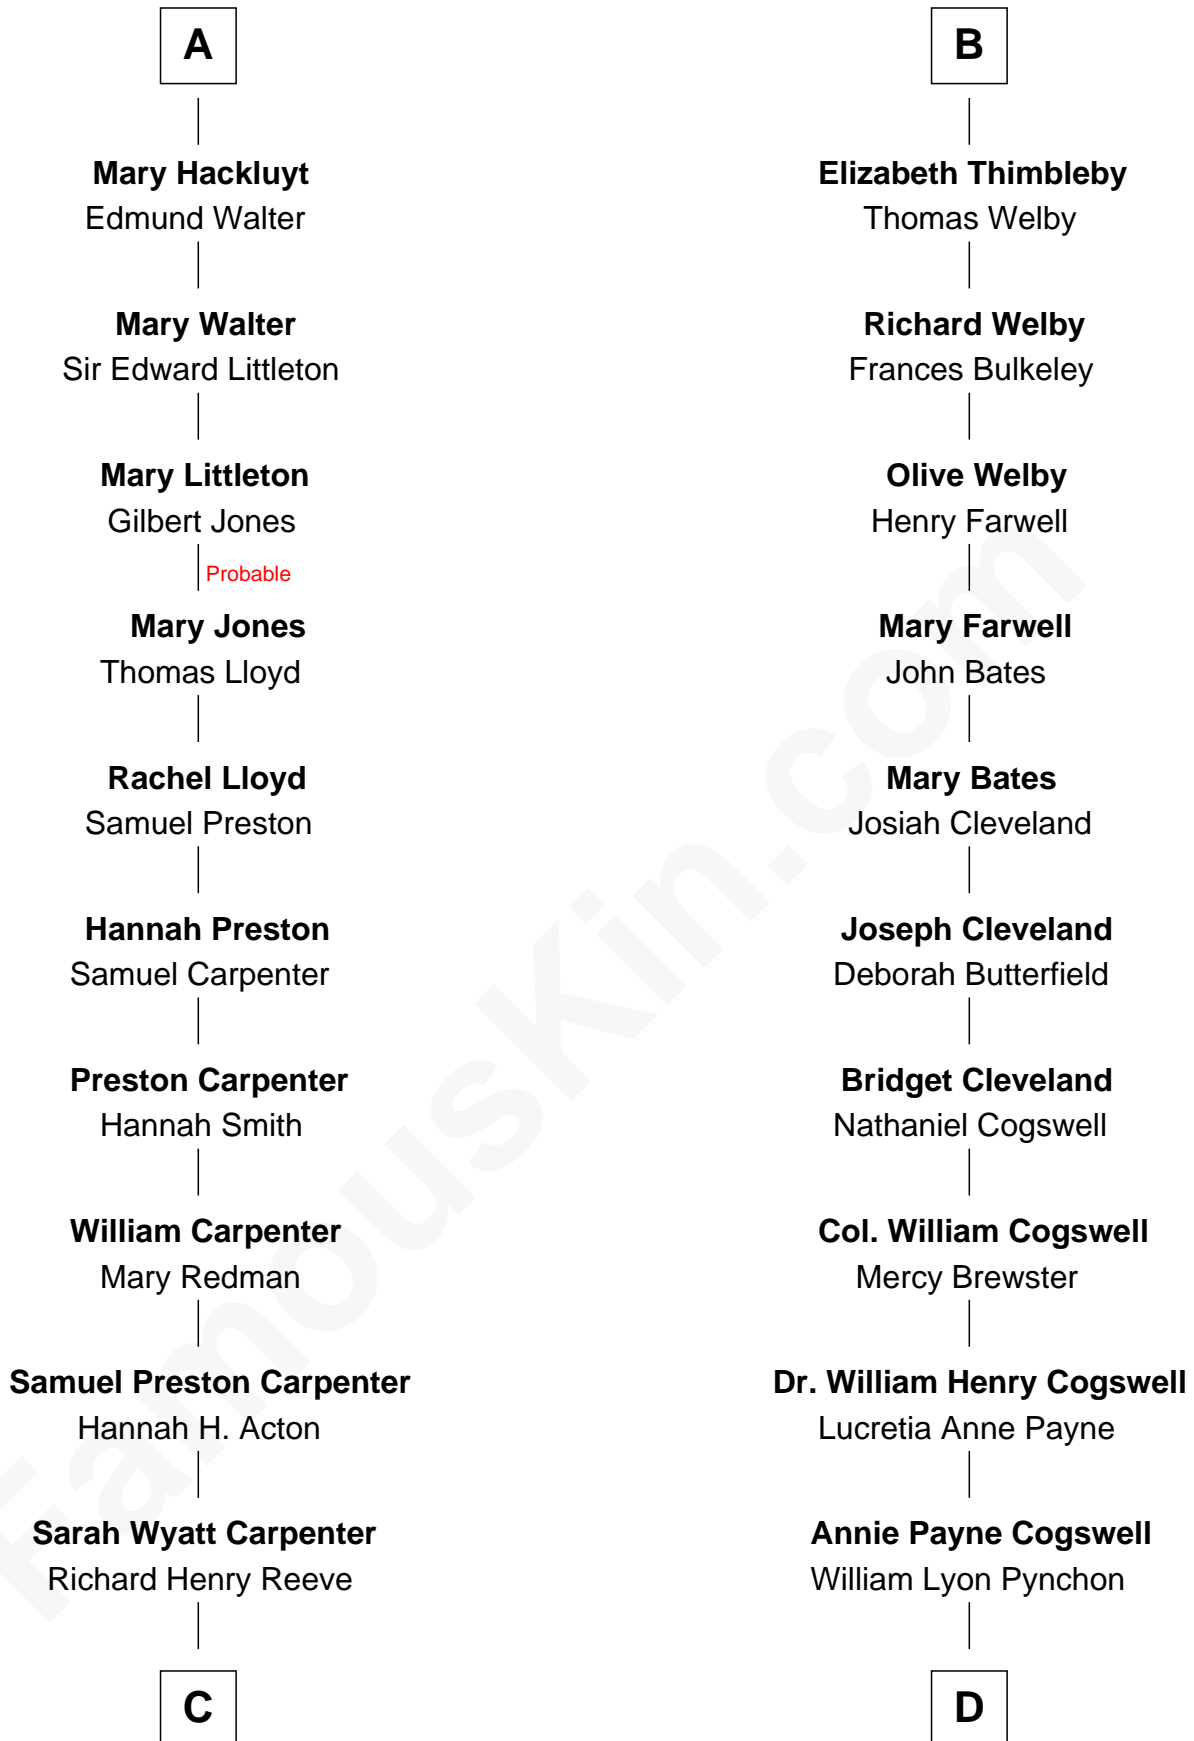 A
Mary Hackluyt
Edmund Walter
Mary Walter
Sir Edward Littleton
Mary Littleton
Gilbert Jones
Probable
Mary Jones
Thomas Lloyd
Rachel Lloyd
Samuel Preston
Hannah Preston
Samuel Carpenter
Preston Carpenter
Hannah Smith
William Carpenter
Mary Redman
Samuel Preston Carpenter
Hannah H. Acton
Sarah Wyatt Carpenter
Richard Henry Reeve
C
B
Elizabeth Thimbleby
Thomas Welby
Richard Welby
Frances Bulkeley
Olive Welby
Henry Farwell
Mary Farwell
John Bates
Mary Bates
Josiah Cleveland
Joseph Cleveland
Deborah Butterfield
Bridget Cleveland
Nathaniel Cogswell
Col. William Cogswell
Mercy Brewster
Dr. William Henry Cogswell
Lucretia Anne Payne
Annie Payne Cogswell
William Lyon Pynchon
D
FamousKin.com